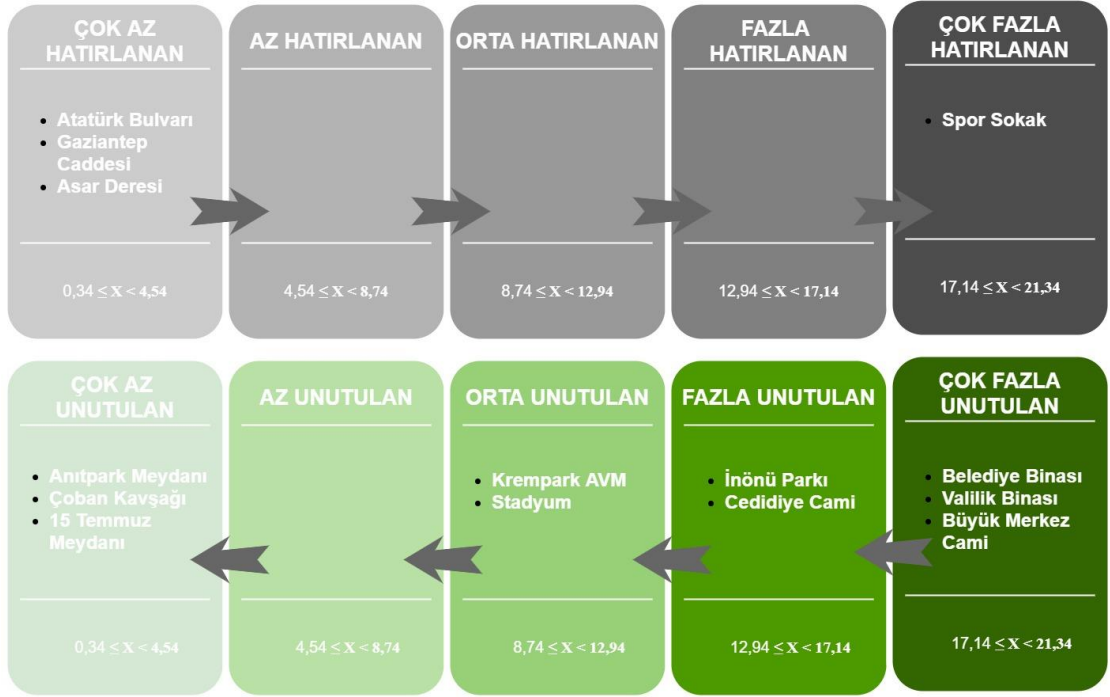 ÇOK AZ
HATIRLANAN
• Atatürk Bulvarı
• Gaziantep
Caddesi
• Asar Deresi
0,34 ≤ X < 4,54
AZ HATIRLANAN
4,54 ≤ X < 8,74
ORTA HATIRLANAN
8,74 ≤ X < 12,94
FAZLA
HATIRLANAN
12,94 ≤ X < 17,14
ÇOK FAZLA
HATIRLANAN
• Spor Sokak
17,14 ≤ X < 21,34
ÇOK AZ
UNUTULAN
• Anıtpark Meydanı
• Çoban Kavşağı
• 15 Temmuz
Meydanı
0,34 ≤ X < 4,54
AZ UNUTULAN
4,54 ≤ X < 8,74
ORTA UNUTULAN
• Krempark AVM
• Stadyum
8,74 ≤ X < 12,94
FAZLA UNUTULAN
• İnönü Parkı
• Cedidiye Cami
12,94 ≤ X < 17,14
ÇOK FAZLA
UNUTULAN
• Belediye Binası
• Valilik Binası
• Büyük Merkez
Cami
17,14 ≤ X < 21,34